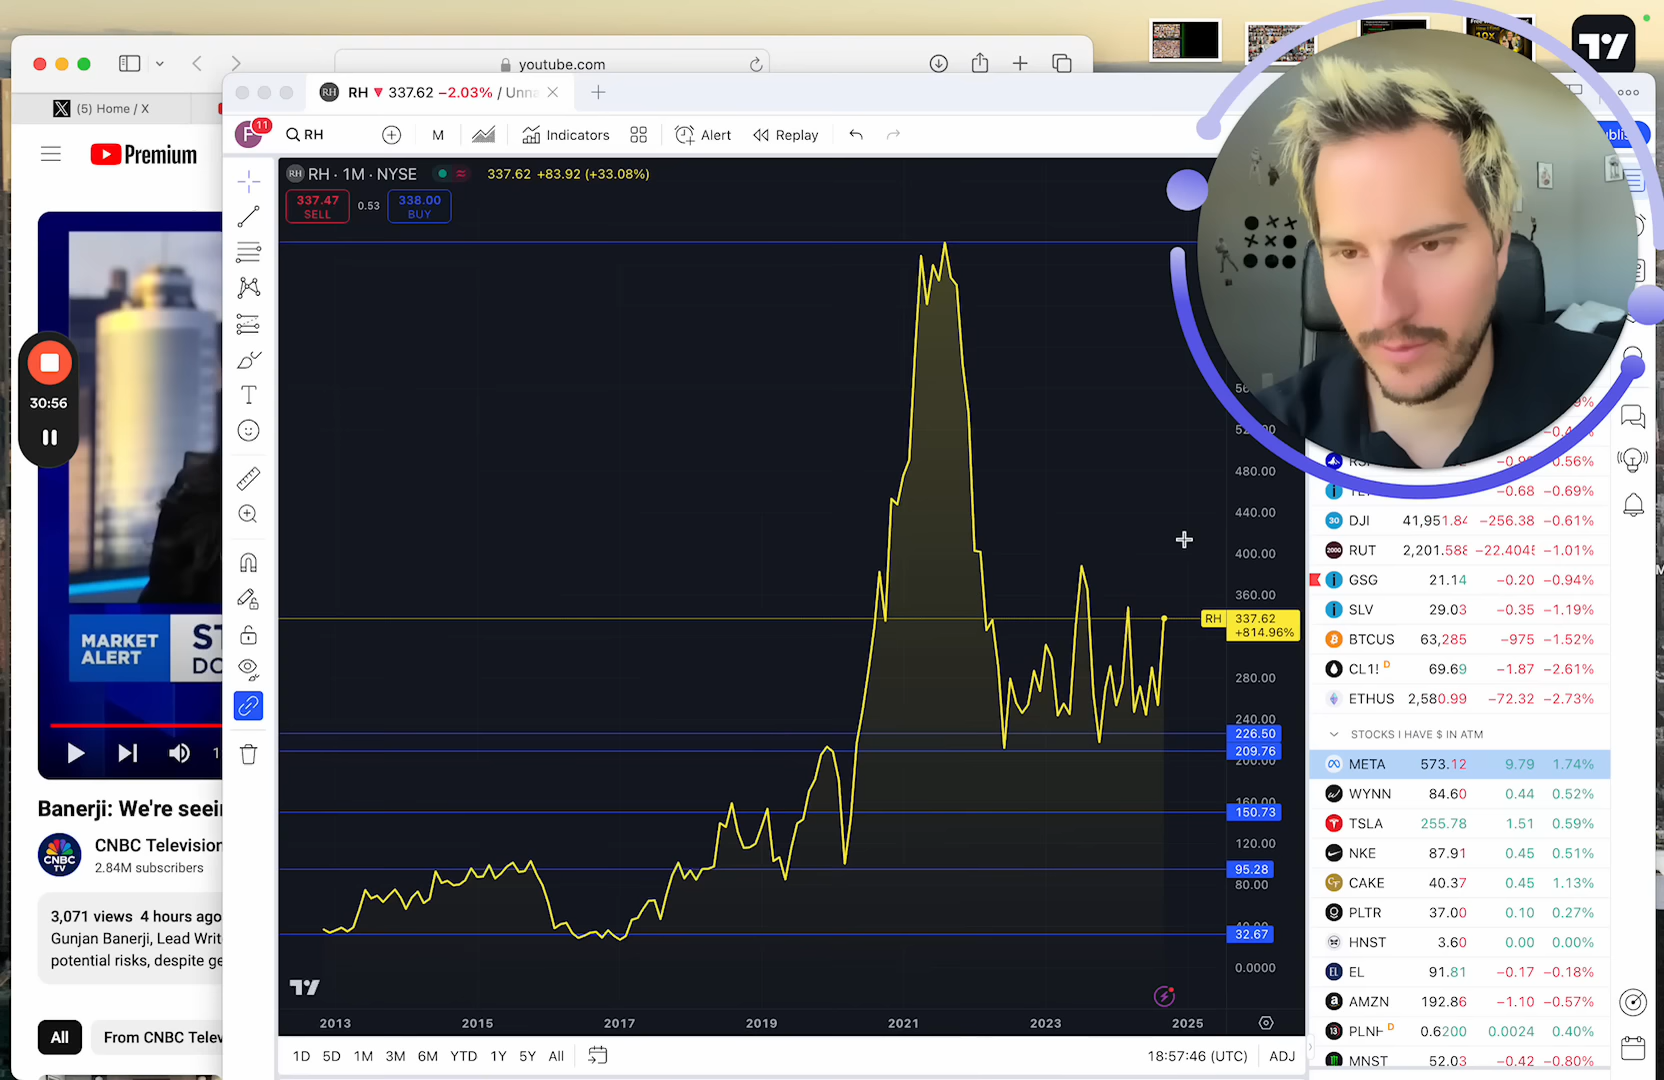 youtube.com
(5) Home / X
Premium
RH 337.62 −2.03% / Unna
11
RH
M
Indicators
Alert
Replay
RH · 1M · NYSE
337.62 +83.92 (+33.08%)
337.47
SELL
0.53
338.00
BUY
30:56
480.00
440.00
400.00
360.00
RH
337.62
+814.96%
280.00
240.00
226.50
209.76
200.00
160.00
150.73
120.00
95.28
80.00
32.67
0.0000
2013
2015
2017
2019
2021
2023
2025
1D
5D
1M
3M
6M
YTD
1Y
5Y
All
18:57:46 (UTC)
ADJ
MARKET
ALERT
Banerji: We're seei
CNBC
TV
CNBC Television
2.84M subscribers
3,071 views 4 hours ago
Gunjan Banerji, Lead Writ
potential risks, despite ge
All
From CNBC Telev
−0.56%
−0.68 −0.69%
DJI 41,951.84 −256.38 −0.61%
RUT 2,201.588 −22.404 −1.01%
GSG 21.14 −0.20 −0.94%
SLV 29.03 −0.35 −1.19%
BTCUS 63,285 −975 −1.52%
CL1! D 69.69 −1.87 −2.61%
ETHUS 2,580.99 −72.32 −2.73%
STOCKS I HAVE $ IN ATM
META 573.12 9.79 1.74%
WYNN 84.60 0.44 0.52%
TSLA 255.78 1.51 0.59%
NKE 87.91 0.45 0.51%
CAKE 40.37 0.45 1.13%
PLTR 37.00 0.10 0.27%
HNST 3.60 0.00 0.00%
EL 91.81 −0.17 −0.18%
AMZN 192.86 −1.10 −0.57%
PLNH D 0.6200 0.0024 0.40%
MNST 52.03 −0.42 −0.80%